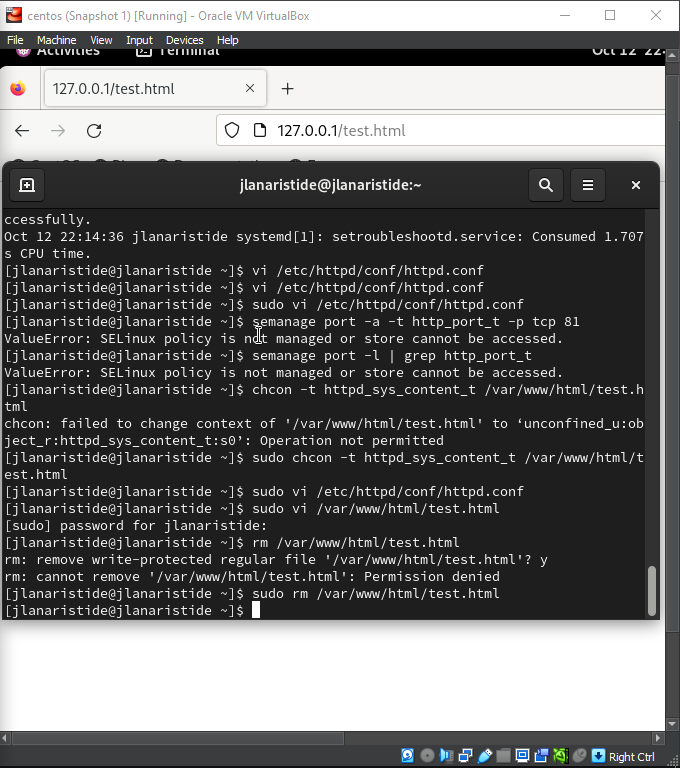 centos (Snapshot 1) [Running] - Oracle VM VirtualBox
File Machine View Input Devices Help
Activities Terminal Oct 12 22:
127.0.0.1/test.html
127.0.0.1/test.html
jlanaristide@jlanaristide:~
ccessfully.
Oct 12 22:14:36 jlanaristide systemd[1]: setroubleshootd.service: Consumed 1.707
s CPU time.
[jlanaristide@jlanaristide ~]$ vi /etc/httpd/conf/httpd.conf
[jlanaristide@jlanaristide ~]$ vi /etc/httpd/conf/httpd.conf
[jlanaristide@jlanaristide ~]$ sudo vi /etc/httpd/conf/httpd.conf
[jlanaristide@jlanaristide ~]$ semanage port -a -t http_port_t -p tcp 81
ValueError: SELinux policy is not managed or store cannot be accessed.
[jlanaristide@jlanaristide ~]$ semanage port -l | grep http_port_t
ValueError: SELinux policy is not managed or store cannot be accessed.
[jlanaristide@jlanaristide ~]$ chcon -t httpd_sys_content_t /var/www/html/test.h
tml
chcon: failed to change context of '/var/www/html/test.html' to ‘unconfined_u:ob
ject_r:httpd_sys_content_t:s0’: Operation not permitted
[jlanaristide@jlanaristide ~]$ sudo chcon -t httpd_sys_content_t /var/www/html/t
est.html
[jlanaristide@jlanaristide ~]$ sudo vi /etc/httpd/conf/httpd.conf
[jlanaristide@jlanaristide ~]$ sudo vi /var/www/html/test.html
[sudo] password for jlanaristide:
[jlanaristide@jlanaristide ~]$ rm /var/www/html/test.html
rm: remove write-protected regular file '/var/www/html/test.html'? y
rm: cannot remove '/var/www/html/test.html': Permission denied
[jlanaristide@jlanaristide ~]$ sudo rm /var/www/html/test.html
[jlanaristide@jlanaristide ~]$
Right Ctrl